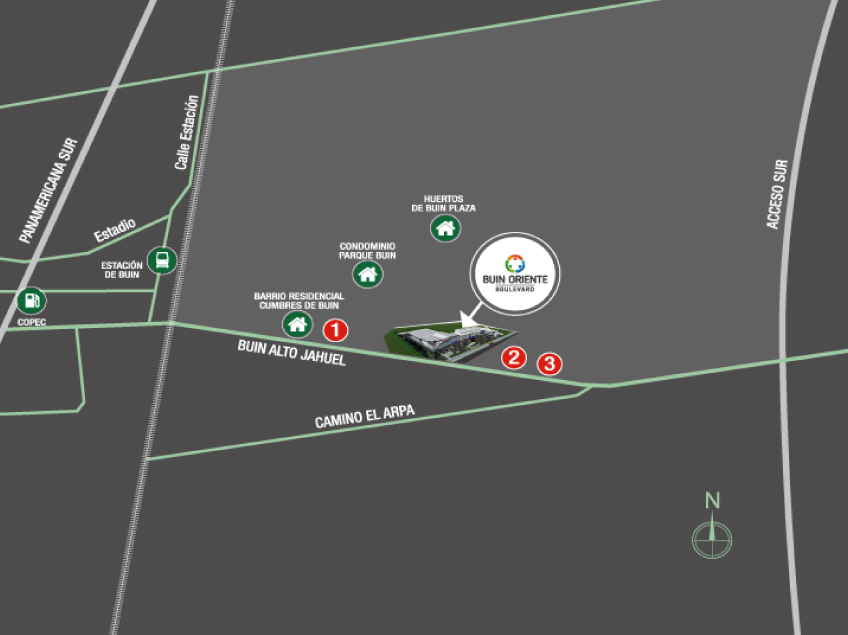 Calle Estación
PANAMERICANA SUR
ACCESO SUR
HUERTOS
DE BUIN PLAZA
Estadio
CONDOMINIO
PARQUE BUIN
ESTACIÓN
DE BUIN
BUIN ORIENTE
BOULEVARD
BARRIO RESIDENCIAL
CUMBRES DE BUIN
COPEC
1
BUIN ALTO JAHUEL
2
3
CAMINO EL ARPA
N